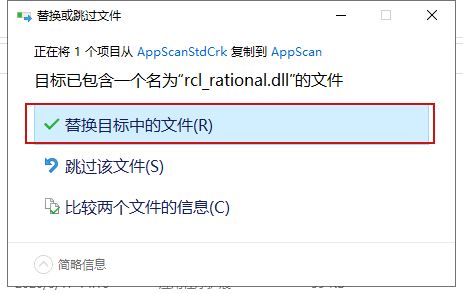 替换或跳过文件
正在将 1 个项目从 AppScanStdCrk 复制到 AppScan
目标已包含一个名为“rcl_rational.dll”的文件
替换目标中的文件(R)
跳过该文件(S)
比较两个文件的信息(C)
简略信息